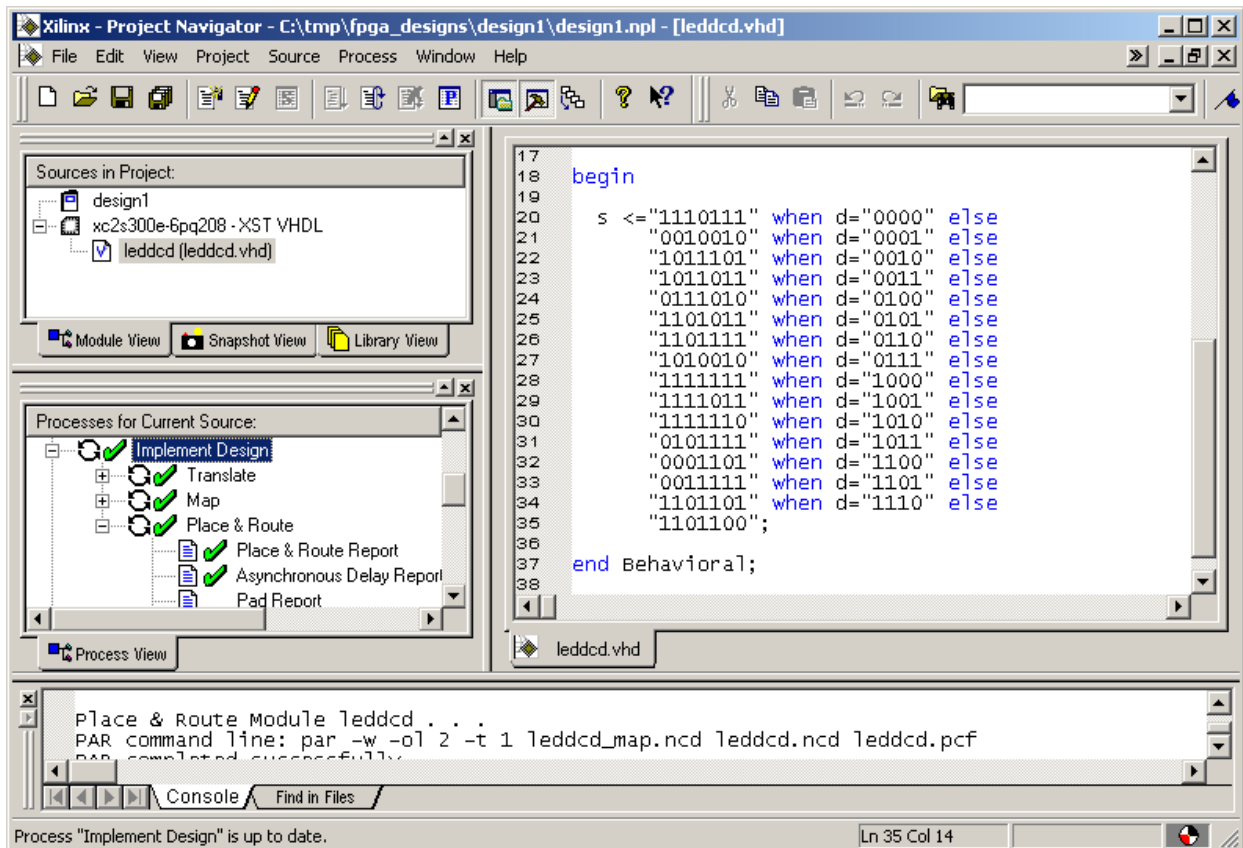 Xilinx - Project Navigator - C:\tmp\fpga_designs\design1\design1.npl - [leddcd.vhd]
File Edit View Project Source Process Window Help
Sources in Project:
design1
xc2s300e-6pq208 - XST VHDL
leddcd (leddcd.vhd)
Module View Snapshot View Library View
Processes for Current Source:
Implement Design
Translate
Map
Place & Route
Place & Route Report
Asynchronous Delay Report
Pad Report
Process View
17
18 begin
19
20 s <="1110111" when d="0000" else
21 "0010010" when d="0001" else
22 "1011101" when d="0010" else
23 "1011011" when d="0011" else
24 "0111010" when d="0100" else
25 "1101011" when d="0101" else
26 "1101111" when d="0110" else
27 "1010010" when d="0111" else
28 "1111111" when d="1000" else
29 "1111011" when d="1001" else
30 "1111110" when d="1010" else
31 "0101111" when d="1011" else
32 "0001101" when d="1100" else
33 "0011111" when d="1101" else
34 "1101101" when d="1110" else
35 "1101100";
36
37 end Behavioral;
38
leddcd.vhd
Place & Route Module leddcd . . .
PAR command line: par -w -ol 2 -t 1 leddcd_map.ncd leddcd.ncd leddcd.pcf
PAR completed successfully
Console Find in Files
Process "Implement Design" is up to date. Ln 35 Col 14